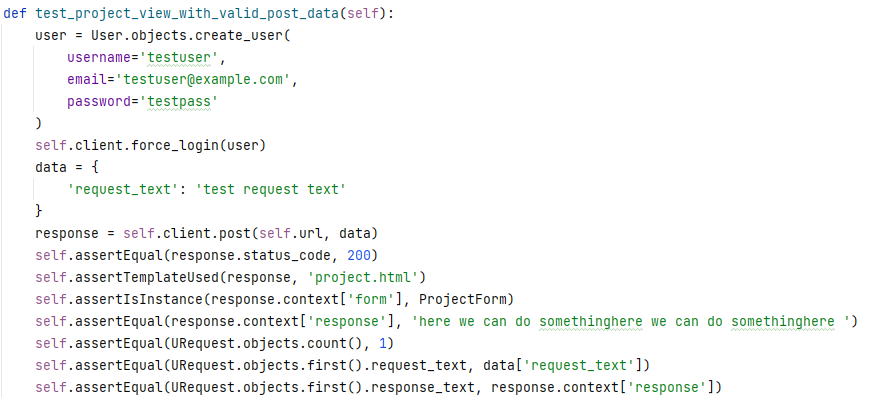 def test_project_view_with_valid_post_data(self):
    user = User.objects.create_user(
        username='testuser',
        email='testuser@example.com',
        password='testpass'
    )
    self.client.force_login(user)
    data = {
        'request_text': 'test request text'
    }
    response = self.client.post(self.url, data)
    self.assertEqual(response.status_code, 200)
    self.assertTemplateUsed(response, 'project.html')
    self.assertIsInstance(response.context['form'], ProjectForm)
    self.assertEqual(response.context['response'], 'here we can do somethinghere we can do somethinghere ')
    self.assertEqual(URequest.objects.count(), 1)
    self.assertEqual(URequest.objects.first().request_text, data['request_text'])
    self.assertEqual(URequest.objects.first().response_text, response.context['response'])